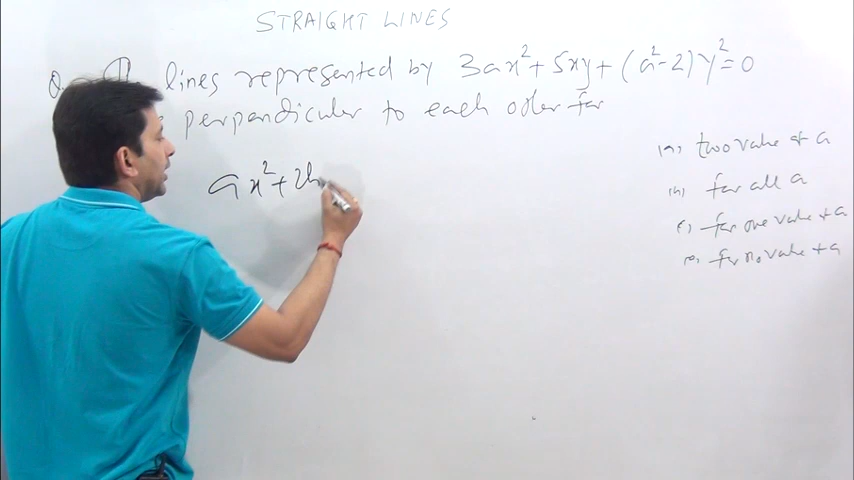 STRAIGHT LINES
Q. The lines represented by 3ax²+5xy+(a²-2)y²=0
perpendicular to each other for
ax²+2h
two value of a
for all a
for one value of a
for no value of a